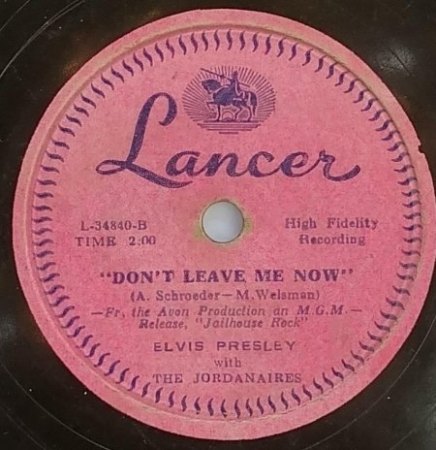 Lancer
L-34840-B
TIME 2:00
High Fidelity
Recording
"DON'T LEAVE ME NOW"
(A. Schroeder—M. Weisman)
—Fr, the Avon Production an M.G.M.—
Release, "Jailhouse Rock"
ELVIS PRESLEY
with
THE JORDANAIRES